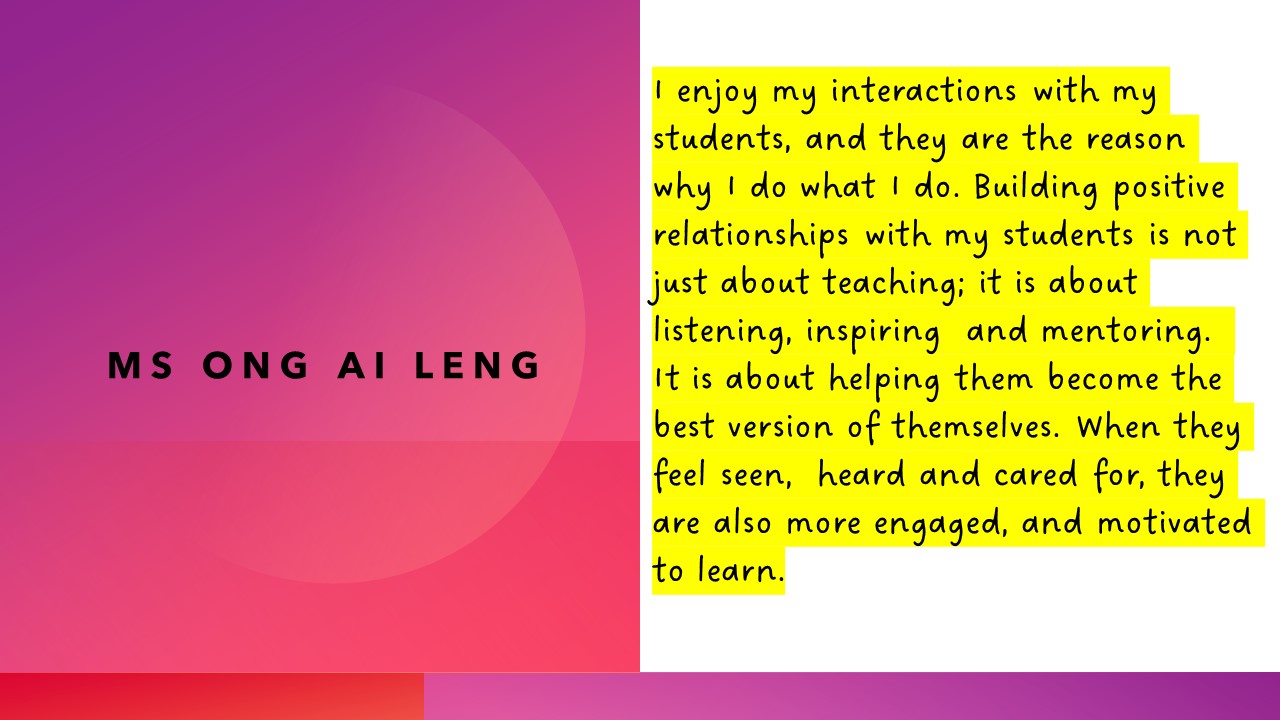 MS ONG AI LENG
I enjoy my interactions with my
students, and they are the reason
why I do what I do. Building positive
relationships with my students is not
just about teaching; it is about
listening, inspiring  and mentoring.
It is about helping them become the
best version of themselves. When they
feel seen,  heard and cared for, they
are also more engaged, and motivated
to learn.